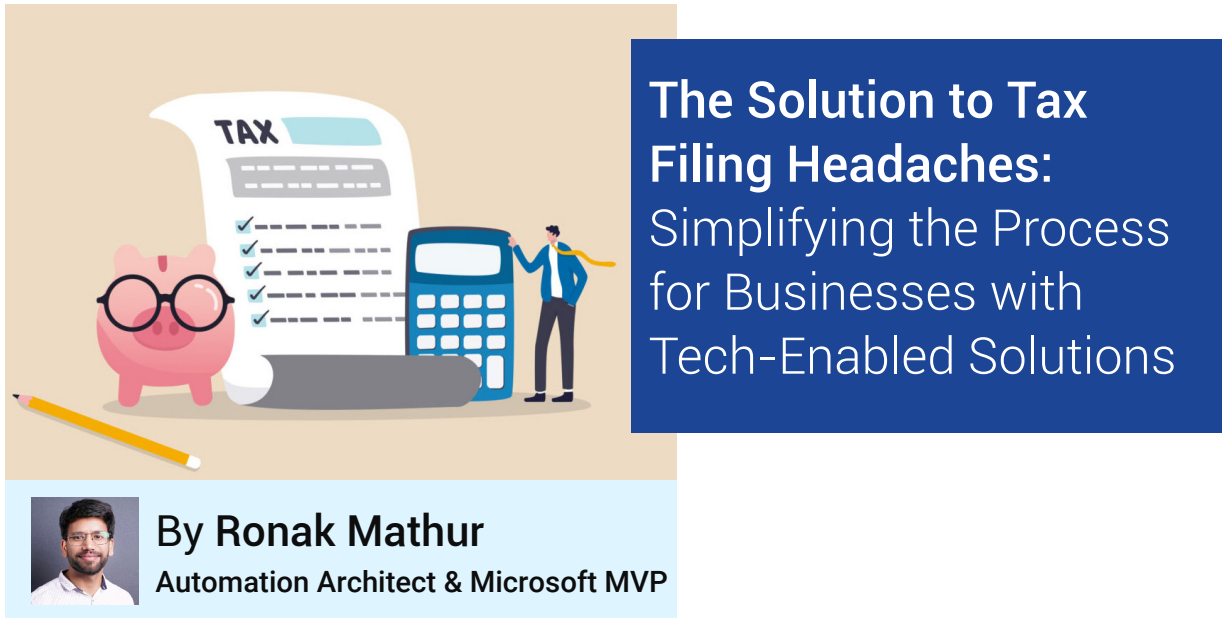 TAX
The Solution to Tax
Filing Headaches:
Simplifying the Process
for Businesses with
Tech-Enabled Solutions
By Ronak Mathur
Automation Architect & Microsoft MVP